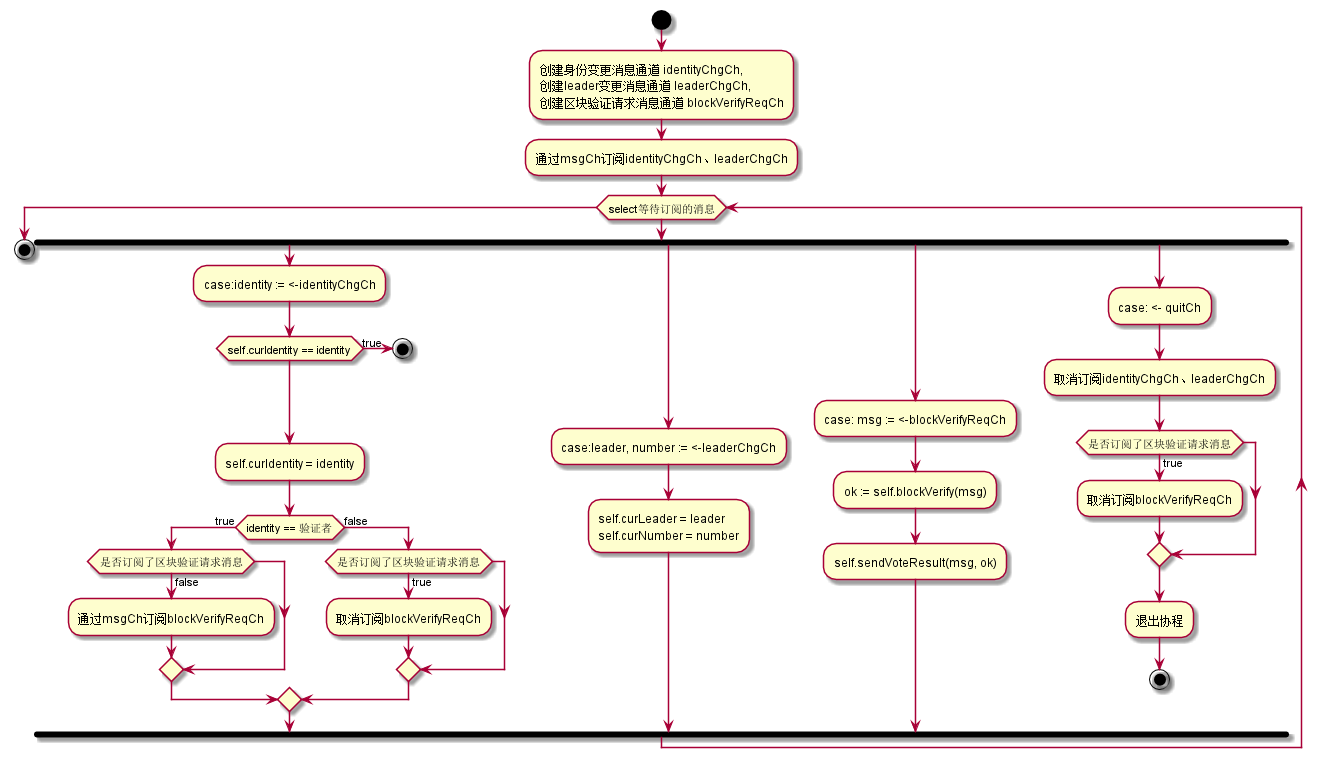 创建身份变更消息通道 identityChgCh,
创建leader变更消息通道 leaderChgCh,
创建区块验证请求消息通道 blockVerifyReqCh
通过msgCh订阅identityChgCh、leaderChgCh
select等待订阅的消息
case:identity := <-identityChgCh
self.curIdentity == identity
true
self.curIdentity = identity
identity == 验证者
true
false
是否订阅了区块验证请求消息
false
通过msgCh订阅blockVerifyReqCh
是否订阅了区块验证请求消息
true
取消订阅blockVerifyReqCh
case:leader, number := <-leaderChgCh
self.curLeader = leader
self.curNumber = number
case: msg := <-blockVerifyReqCh
ok := self.blockVerify(msg)
self.sendVoteResult(msg, ok)
case: <- quitCh
取消订阅identityChgCh、leaderChgCh
是否订阅了区块验证请求消息
true
取消订阅blockVerifyReqCh
退出协程